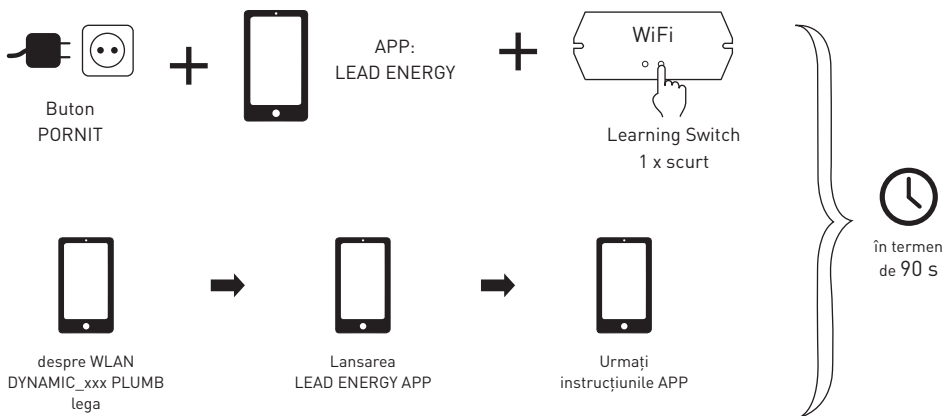 Buton
PORNIT
APP:
LEAD ENERGY
WiFi
Learning Switch
1 x scurt
despre WLAN
DYNAMIC_xxx PLUMB
lega
Lansarea
LEAD ENERGY APP
Urmați
instrucțiunile APP
în termen
de 90 s